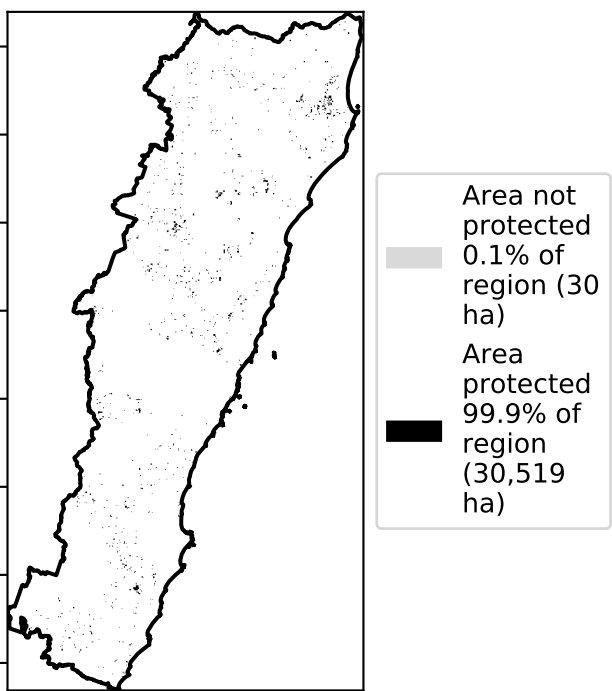 Area not
protected
0.1% of
region (30
ha)
Area
protected
99.9% of
region
(30,519
ha)